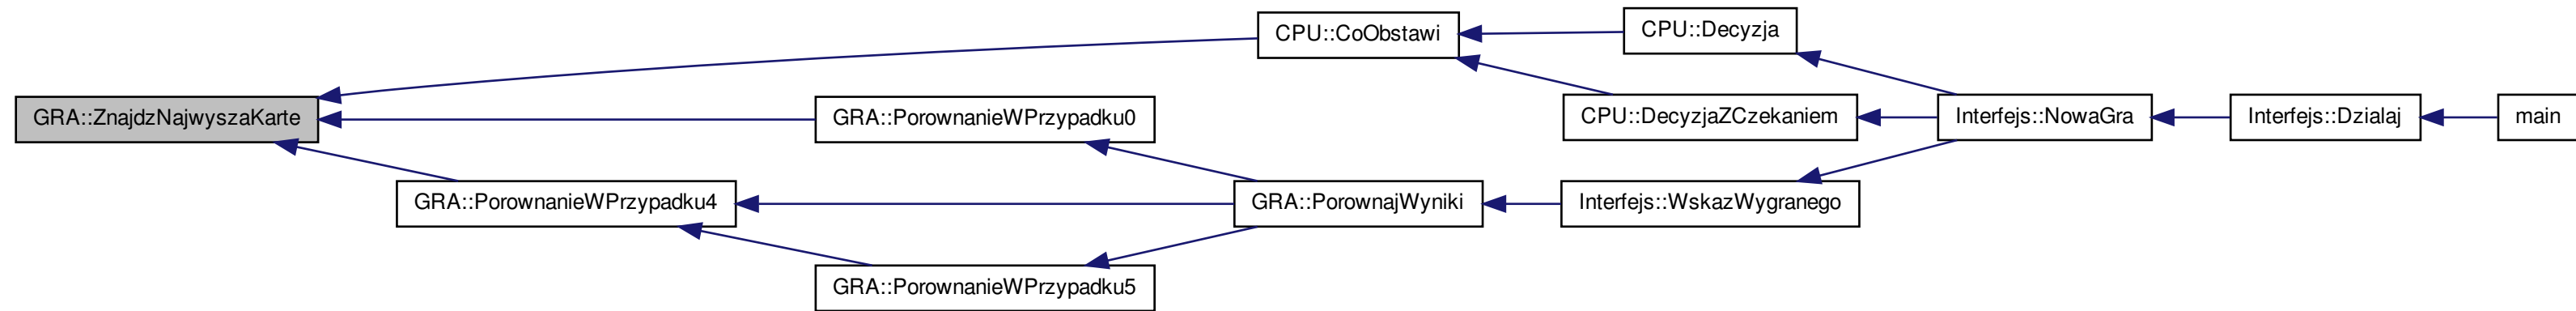 CPU::Decyzja
CPU::CoObstawi
GRA::ZnajdzNajwyszaKarte
GRA::PorownanieWPrzypadku0
CPU::DecyzjaZCzekaniem
Interfejs::NowaGra
Interfejs::Dzialaj
main
GRA::PorownanieWPrzypadku4
GRA::PorownajWyniki
Interfejs::WskazWygranego
GRA::PorownanieWPrzypadku5